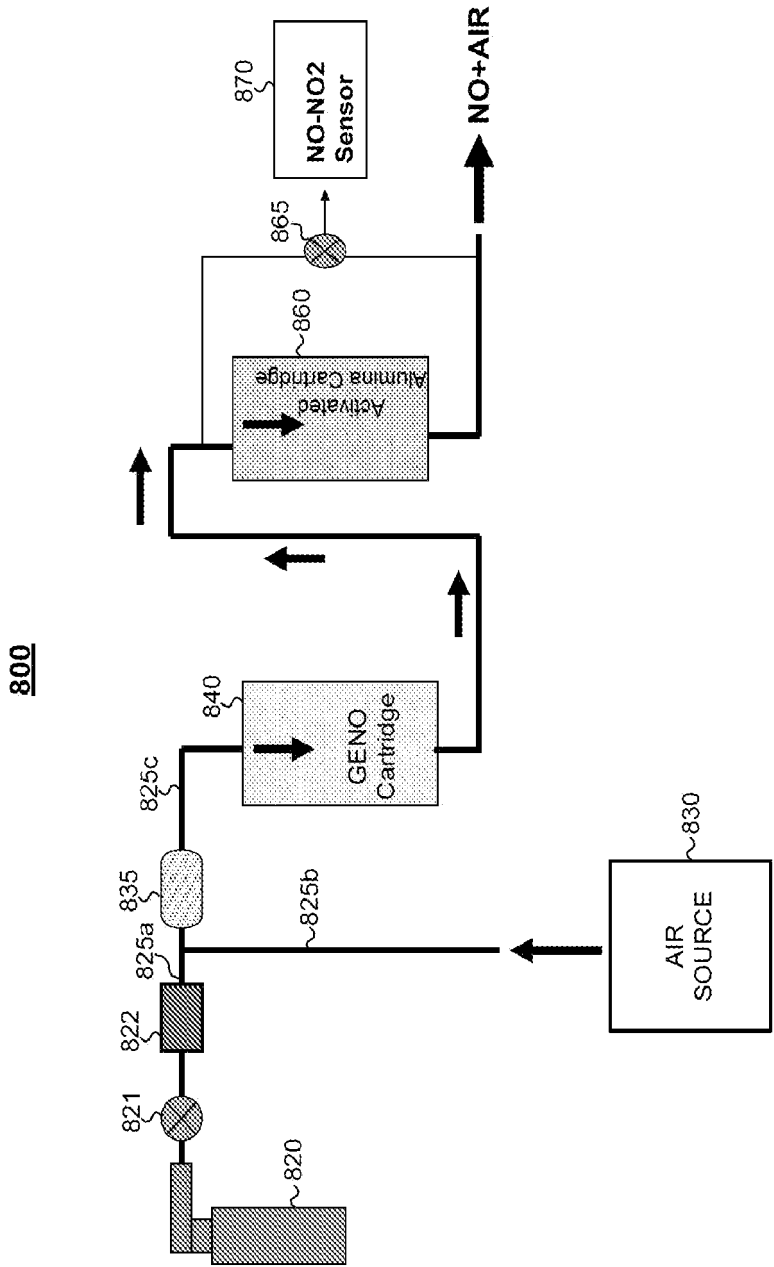 800
820
821
822
825a
835
825b
AIR
SOURCE
830
825c
840
GENO
Cartridge
860
Activated
Alumina Cartridge
865
870
NO-NO2
Sensor
NO+AIR